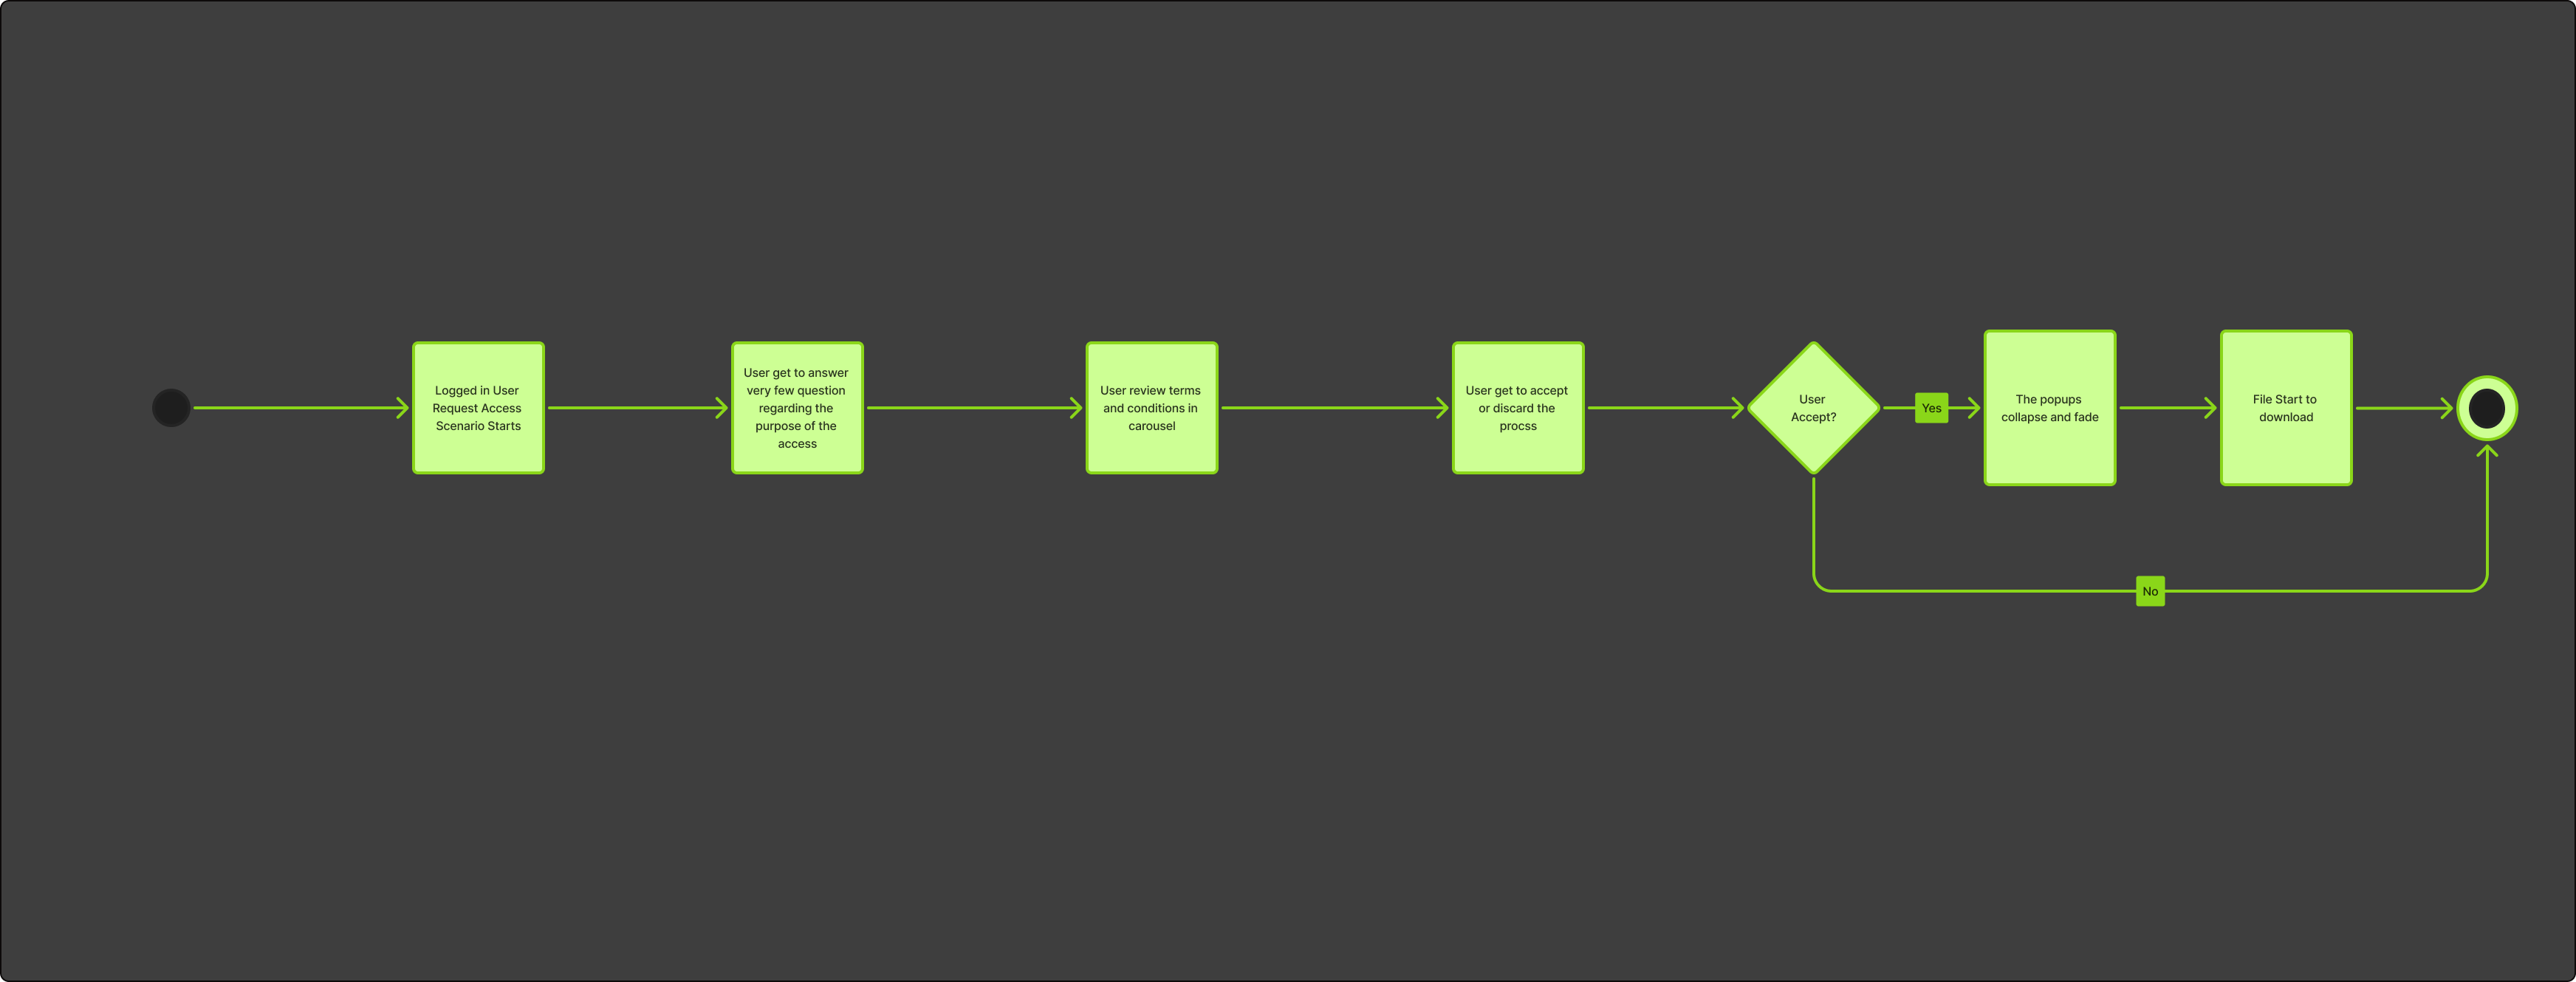 Logged in User
Request Access
Scenario Starts
User get to answer
very few question
regarding the
purpose of the
access
User review terms
and conditions in
carousel
User get to accept
or discard the
procss
User
Accept?
Yes
The popups
collapse and fade
File Start to
download
No